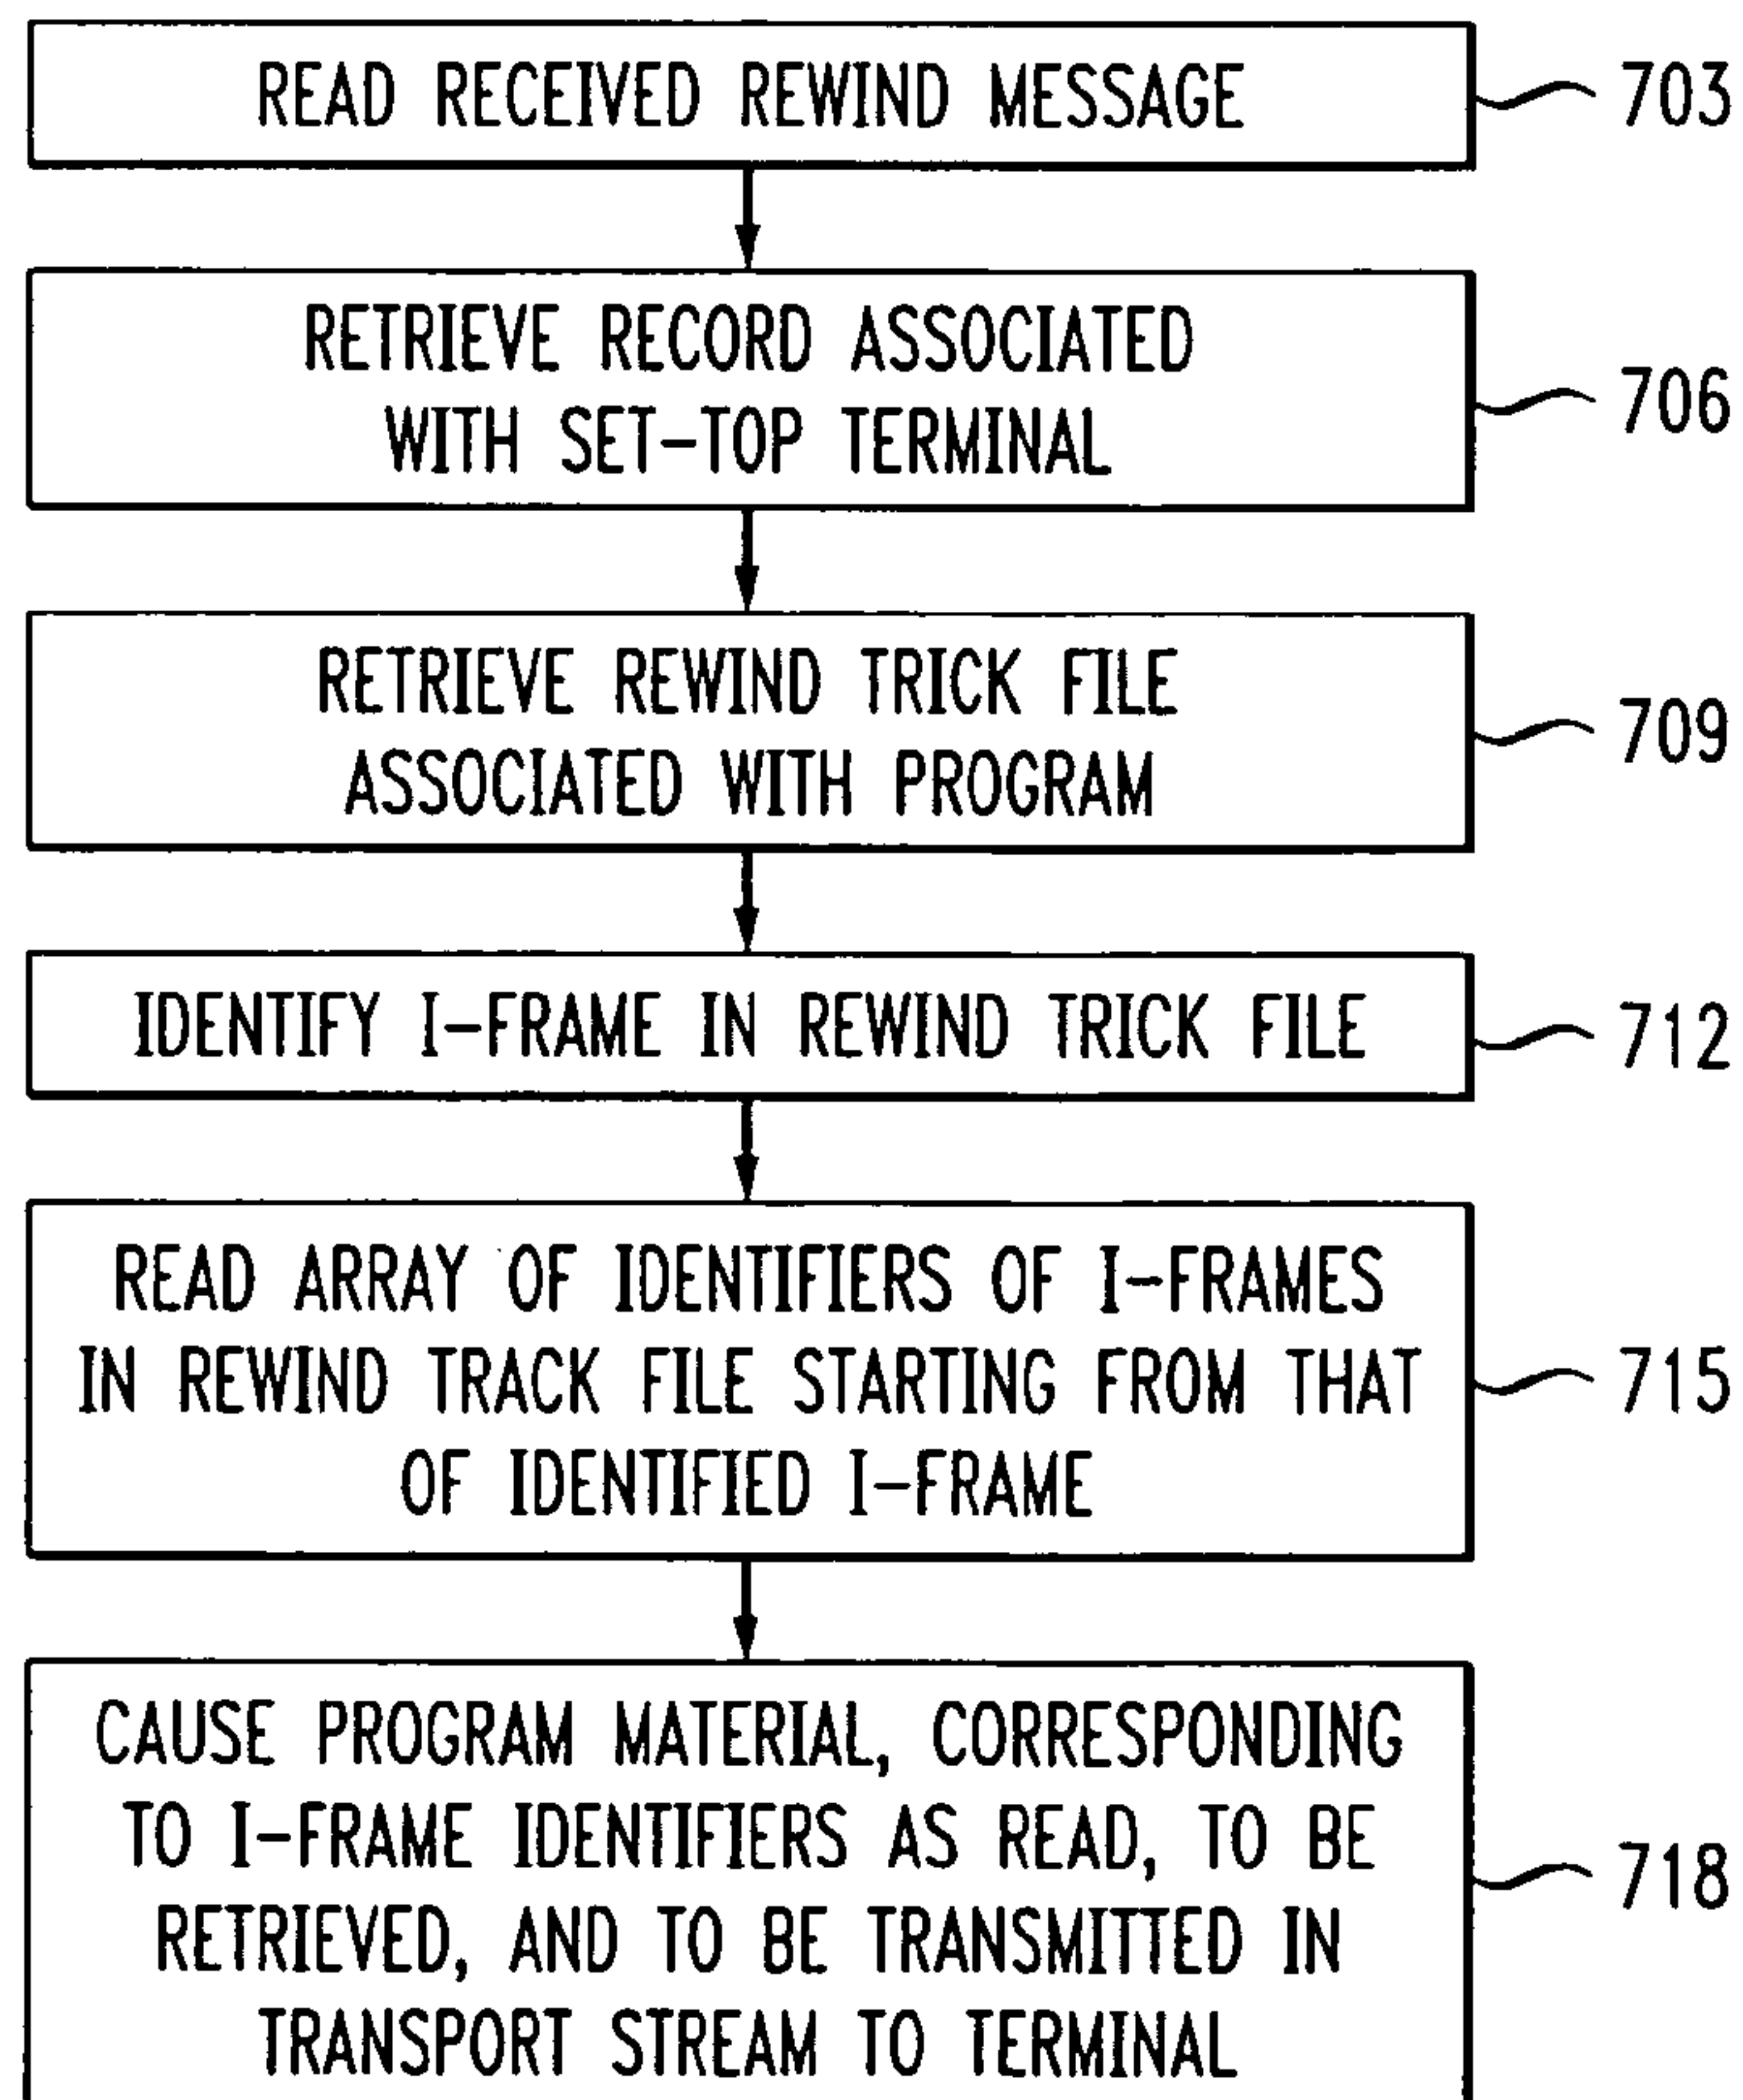 READ RECEIVED REWIND MESSAGE
703
RETRIEVE RECORD ASSOCIATED
WITH SET-TOP TERMINAL
706
RETRIEVE REWIND TRICK FILE
ASSOCIATED WITH PROGRAM
709
IDENTIFY I-FRAME IN REWIND TRICK FILE
712
READ ARRAY OF IDENTIFIERS OF I-FRAMES
IN REWIND TRACK FILE STARTING FROM THAT
OF IDENTIFIED I-FRAME
715
CAUSE PROGRAM MATERIAL, CORRESPONDING
TO I-FRAME IDENTIFIERS AS READ, TO BE
RETRIEVED, AND TO BE TRANSMITTED IN
TRANSPORT STREAM TO TERMINAL
718